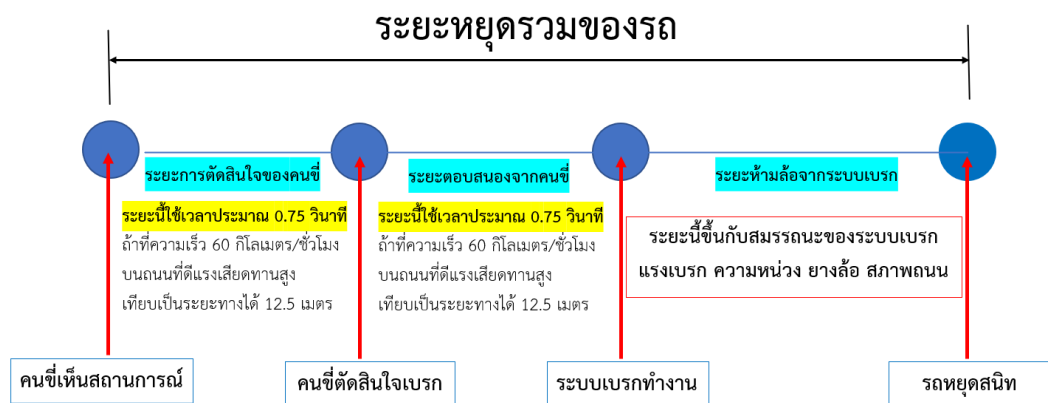 ระยะหยุดรวมของรถ
ระยะการตัดสินใจของคนขี่
ระยะนี้ใช้เวลาประมาณ 0.75 วินาที
ถ้าที่ความเร็ว 60 กิโลเมตร/ชั่วโมง
บนถนนที่ดีแรงเสียดทานสูง
เทียบเป็นระยะทางได้ 12.5 เมตร
ระยะตอบสนองจากคนขี่
ระยะนี้ใช้เวลาประมาณ 0.75 วินาที
ถ้าที่ความเร็ว 60 กิโลเมตร/ชั่วโมง
บนถนนที่ดีแรงเสียดทานสูง
เทียบเป็นระยะทางได้ 12.5 เมตร
ระยะห้ามล้อจากระบบเบรก
ระยะนี้ขึ้นกับสมรรถนะของระบบเบรก
แรงเบรก ความหน่วง ยางล้อ สภาพถนน
คนขี่เห็นสถานการณ์
คนขี่ตัดสินใจเบรก
ระบบเบรกทำงาน
รถหยุดสนิท